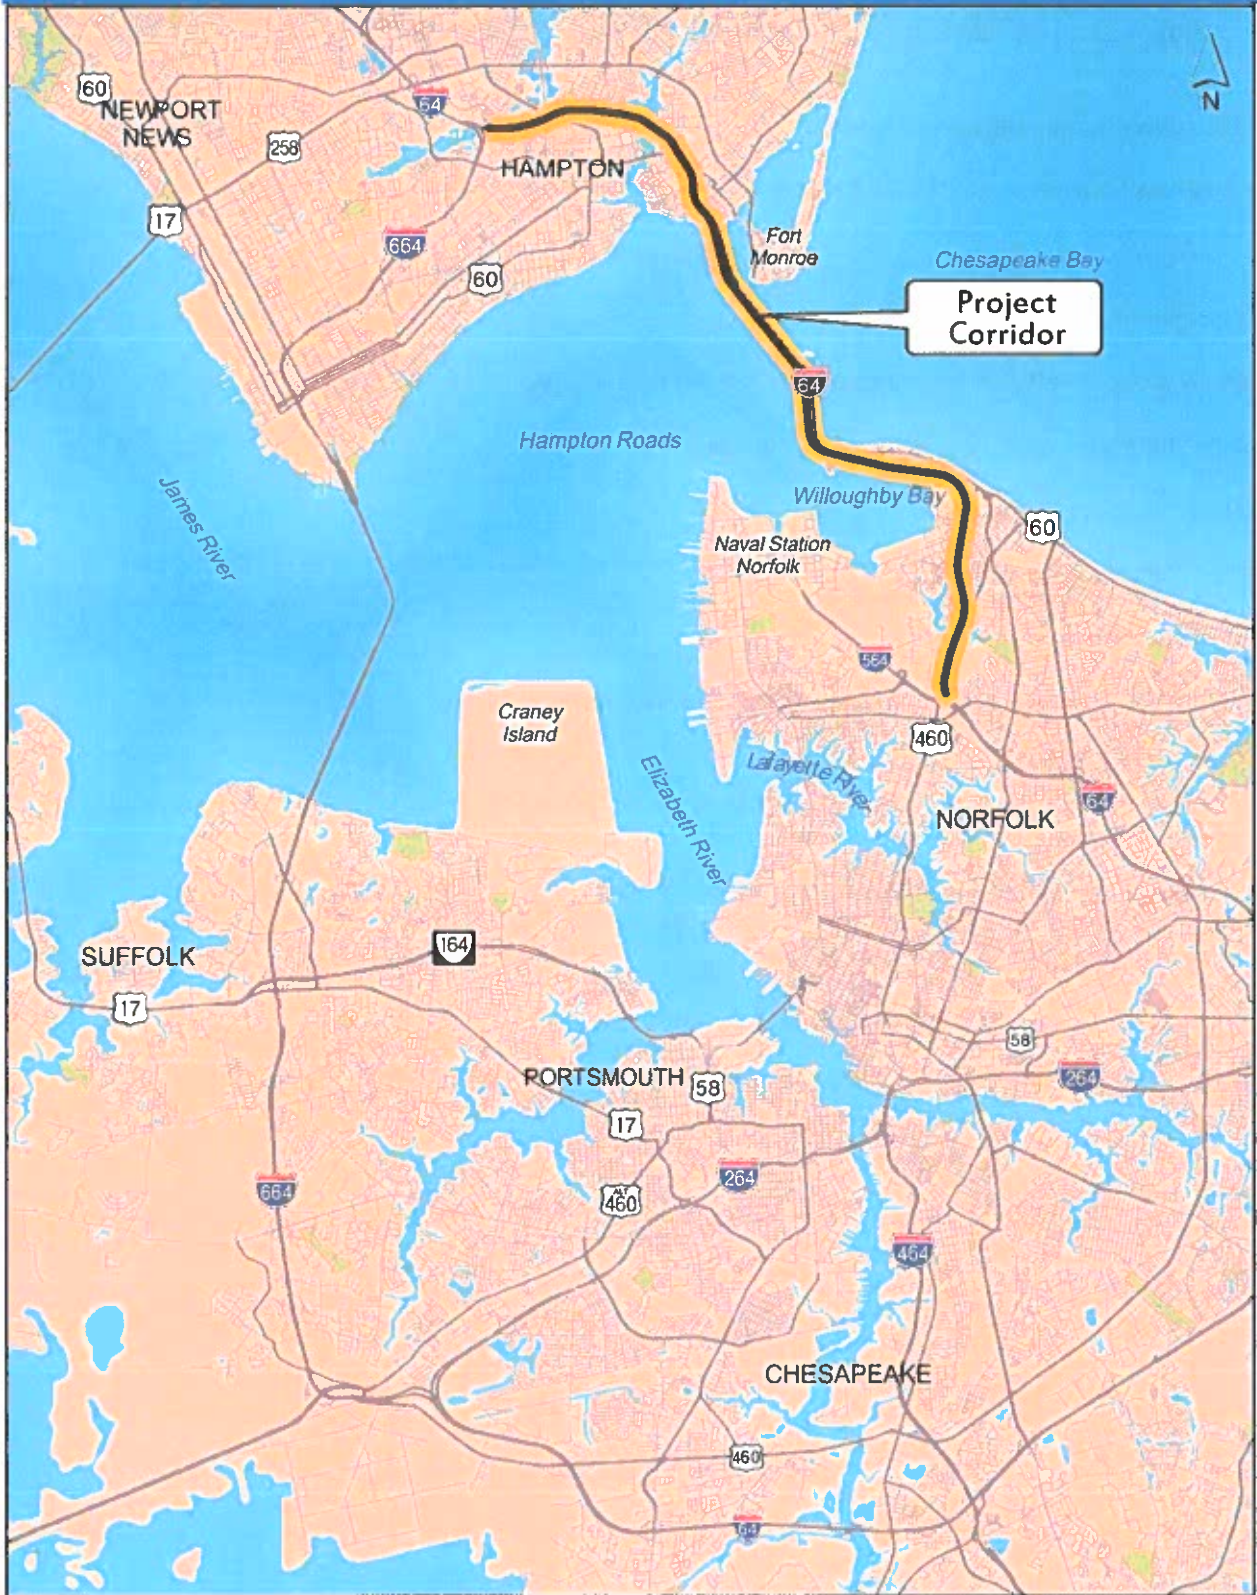 N
60
NEWPORT
NEWS
64
258
HAMPTON
17
664
60
Fort
Monroe
Chesapeake Bay
Project
Corridor
64
Hampton Roads
James River
Willoughby Bay
60
Naval Station
Norfolk
564
Craney
Island
460
Lafayette River
Elizabeth River
64
NORFOLK
164
SUFFOLK
17
58
PORTSMOUTH
58
264
17
264
664
ALT
460
464
CHESAPEAKE
460
64